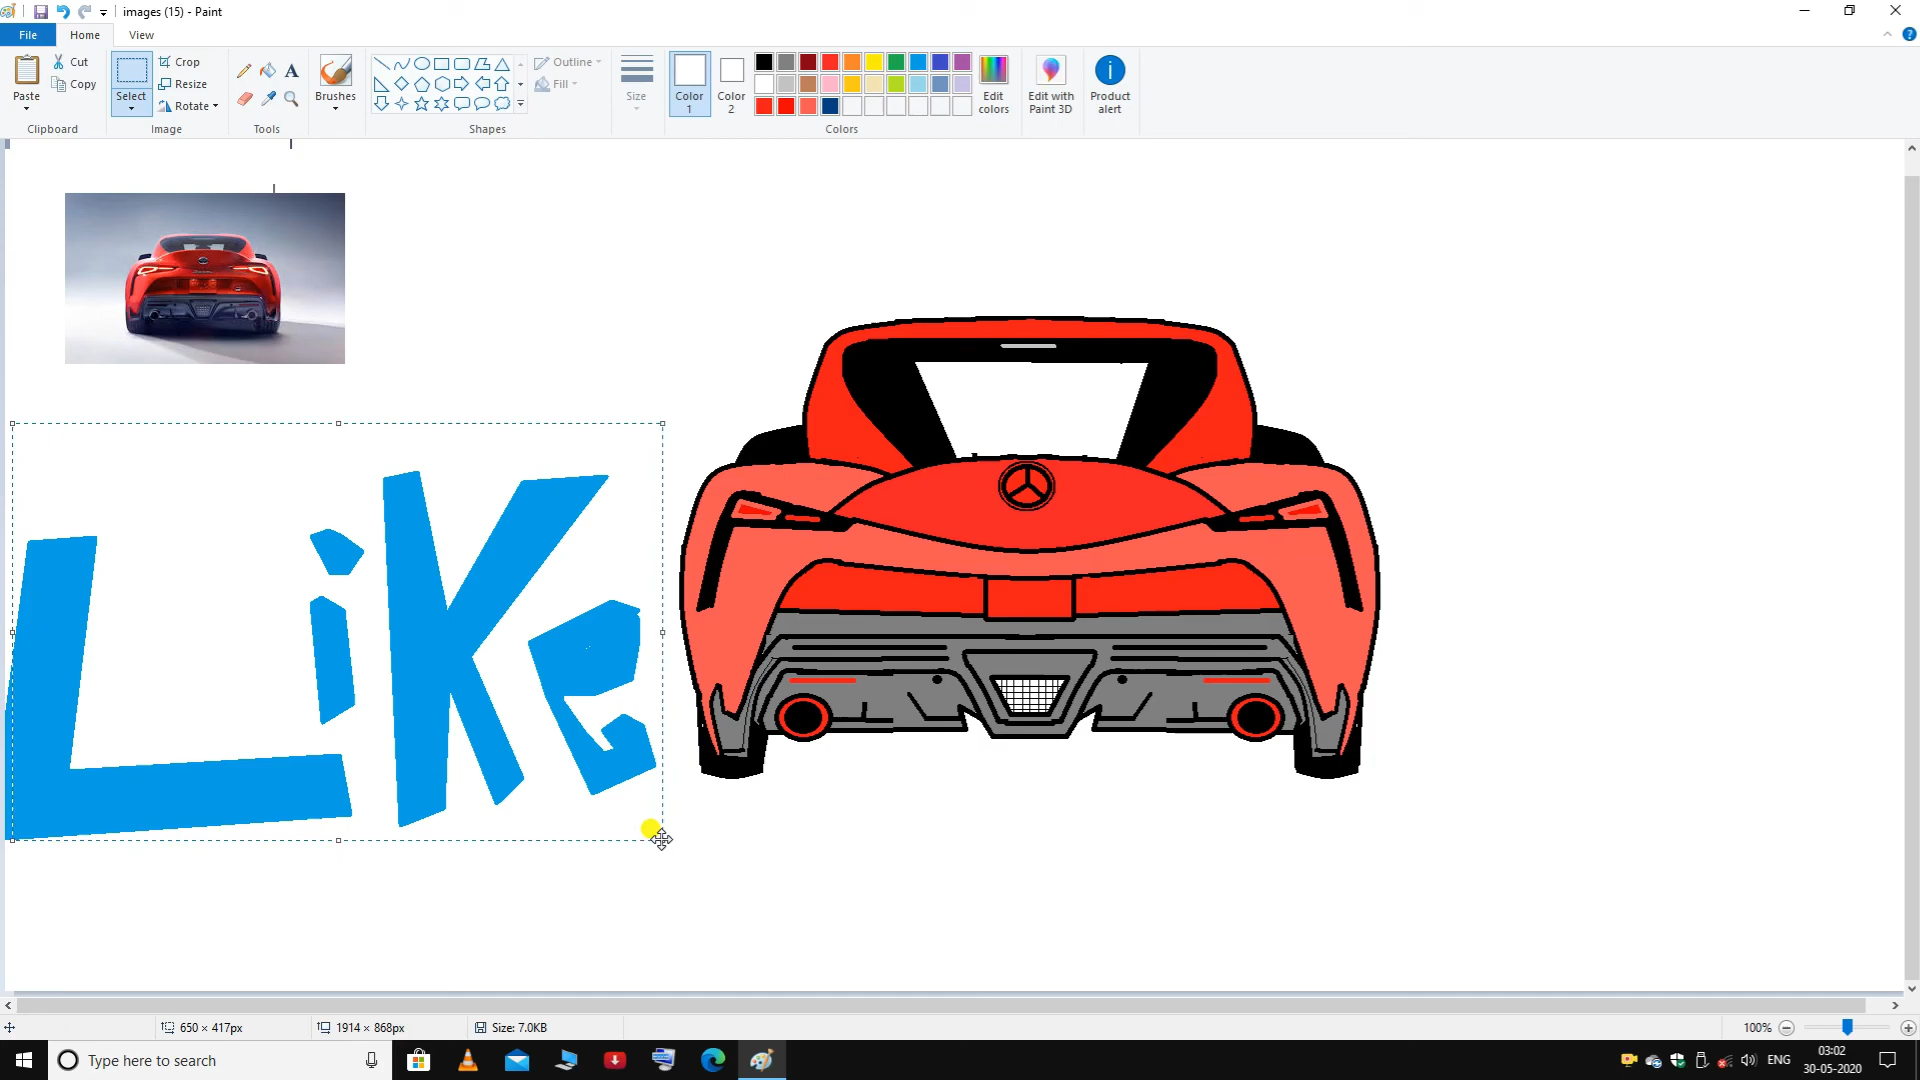 images (15) - Paint
File Home View
Paste Cut Copy Clipboard
Select Crop Resize Rotate Image
Tools
Brushes
Outline Fill Shapes
Size
Color 1 Color 2 Edit colors Colors
Edit with Paint 3D
Product alert
LiKe
650 × 417px 1914 × 868px Size: 7.0KB 100%
Type here to search ENG 03:02
30-05-2020